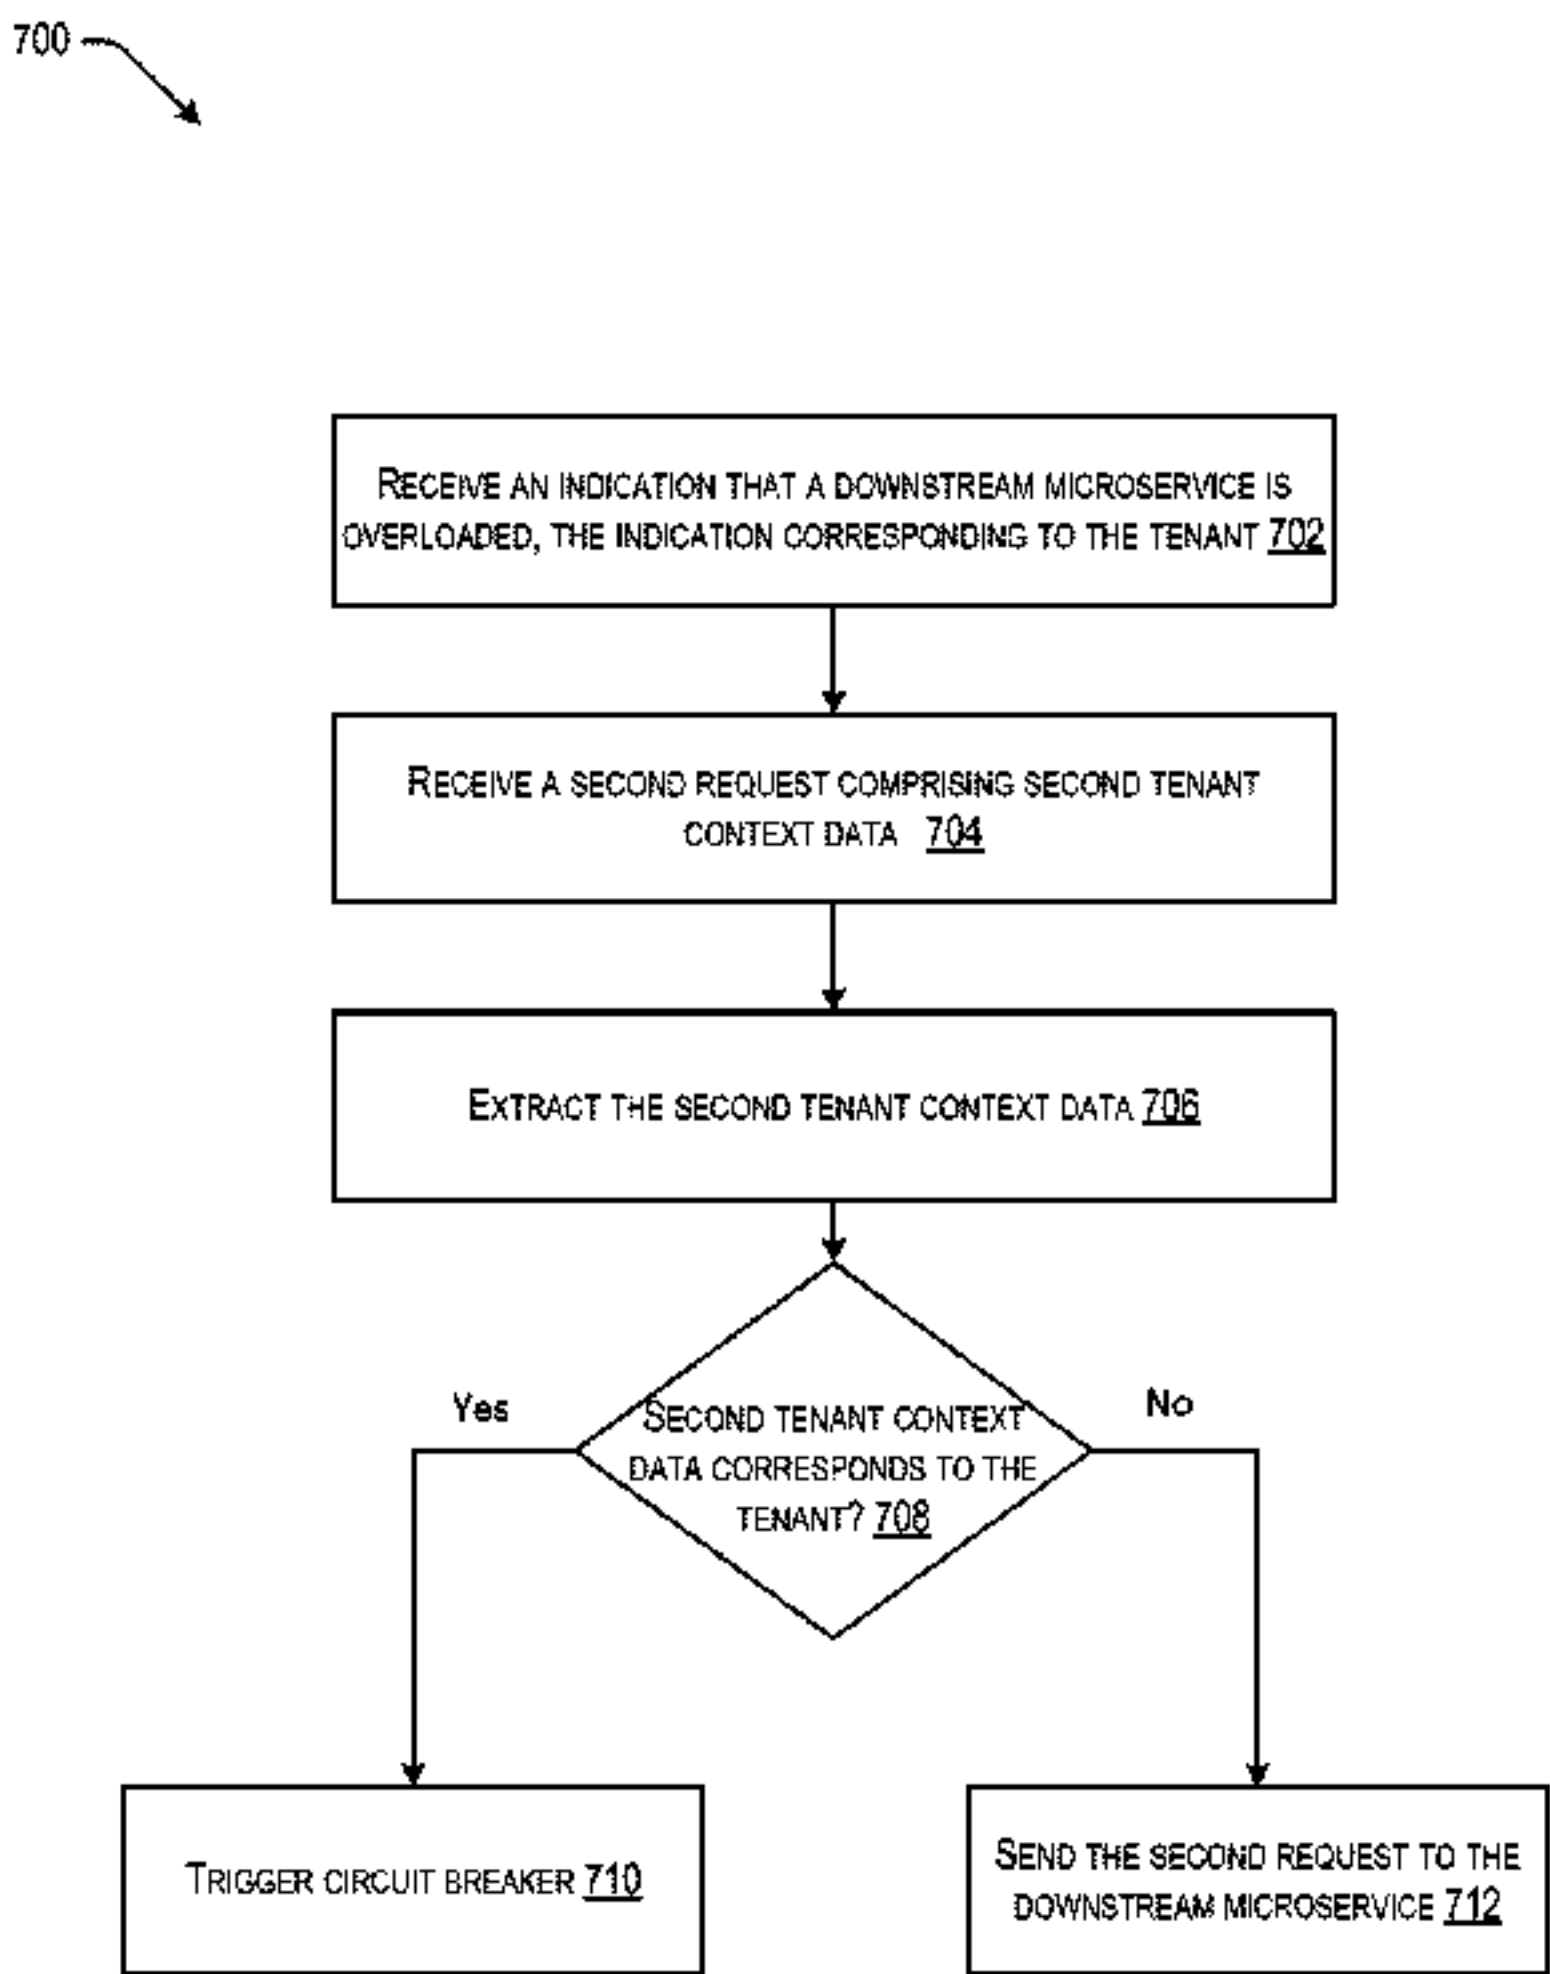 700
RECEIVE AN INDICATION THAT A DOWNSTREAM MICROSERVICE IS
OVERLOADED, THE INDICATION CORRESPONDING TO THE TENANT 702
RECEIVE A SECOND REQUEST COMPRISING SECOND TENANT
CONTEXT DATA 704
EXTRACT THE SECOND TENANT CONTEXT DATA 706
Yes
No
SECOND TENANT CONTEXT
DATA CORRESPONDS TO THE
TENANT? 708
TRIGGER CIRCUIT BREAKER 710
SEND THE SECOND REQUEST TO THE
DOWNSTREAM MICROSERVICE 712